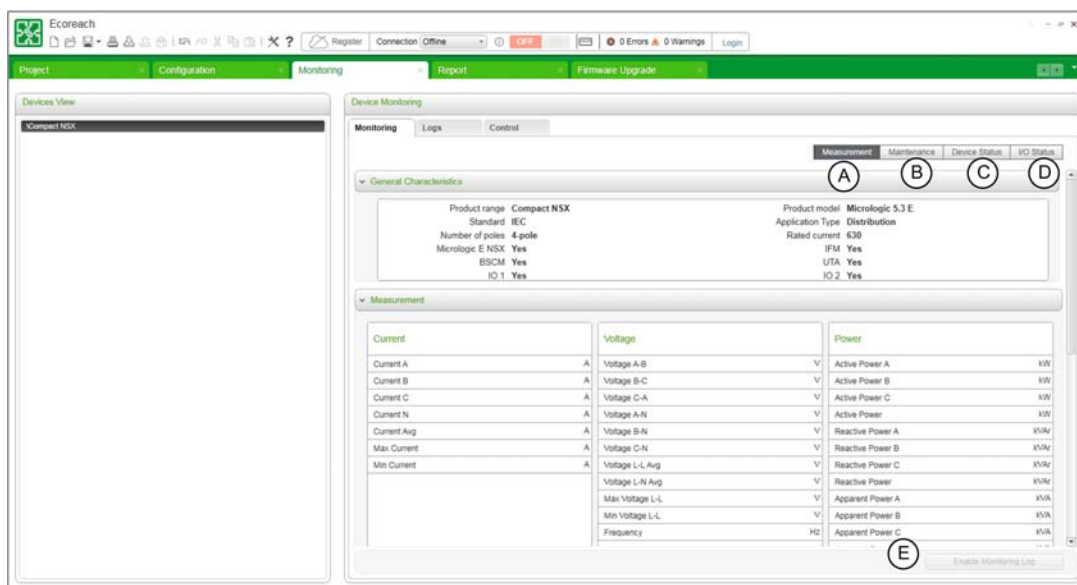 Ecoreach
Register Connection Offline OFF 0 Errors 0 Warnings Login
Project Configuration Monitoring Report Firmware Upgrade
Devices View
\Compact NSX
Device Monitoring
Monitoring Logs Control
Measurement Maintenance Device Status I/O Status
A B C D
General Characteristics
Product range Compact NSX Product model Micrologic 5.3 E
Standard IEC Application Type Distribution
Number of poles 4-pole Rated current 630
Micrologic E NSX Yes IFM Yes
BSCM Yes UTA Yes
IO 1 Yes IO 2 Yes
Measurement
Current Voltage Power
Current A A Voltage A-B V Active Power A kW
Current B A Voltage B-C V Active Power B kW
Current C A Voltage C-A V Active Power C kW
Current N A Voltage A-N V Active Power kW
Current Avg A Voltage B-N V Reactive Power A kVAr
Max Current A Voltage C-N V Reactive Power B kVAr
Min Current A Voltage L-L Avg V Reactive Power C kVAr
Voltage L-N Avg V Reactive Power kVAr
Max Voltage L-L V Apparent Power A kVA
Min Voltage L-L V Apparent Power B kVA
Frequency Hz Apparent Power C kVA
E Enable Monitoring Log